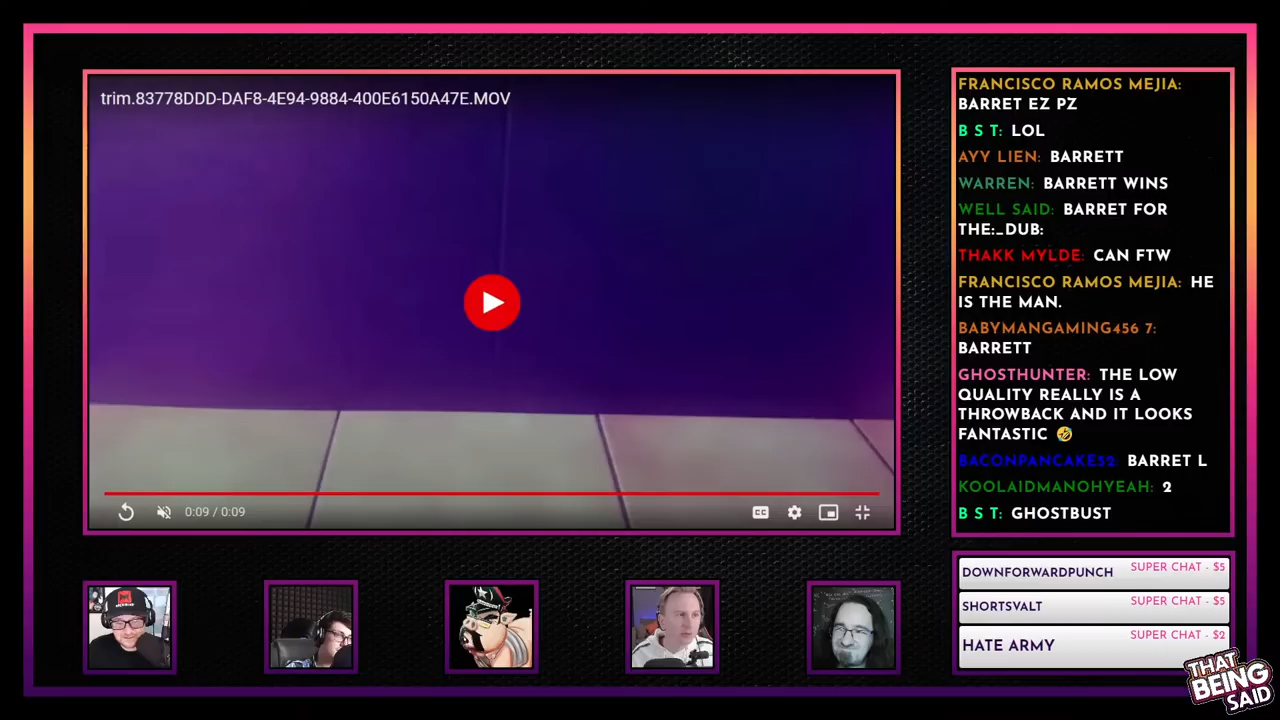 trim.83778DDD-DAF8-4E94-9884-400E6150A47E.MOV
0:09 / 0:09
CC
FRANCISCO RAMOS MEJIA:
BARRET EZ PZ
B S T: LOL
AYY LIEN: BARRETT
WARREN: BARRETT WINS
WELL SAID: BARRET FOR
THE:_DUB:
THAKK MYLDE: CAN FTW
FRANCISCO RAMOS MEJIA: HE
IS THE MAN.
BABYMANGAMING456 7:
BARRETT
GHOSTHUNTER: THE LOW
QUALITY REALLY IS A
THROWBACK AND IT LOOKS
FANTASTIC 🤣
BACONPANCAKE52: BARRET L
KOOLAIDMANOHYEAH: 2
B S T: GHOSTBUST
DOWNFORWARDPUNCH SUPER CHAT - $5
SHORTSVALT SUPER CHAT - $5
HATE ARMY SUPER CHAT - $2
THAT
BEING
SAID